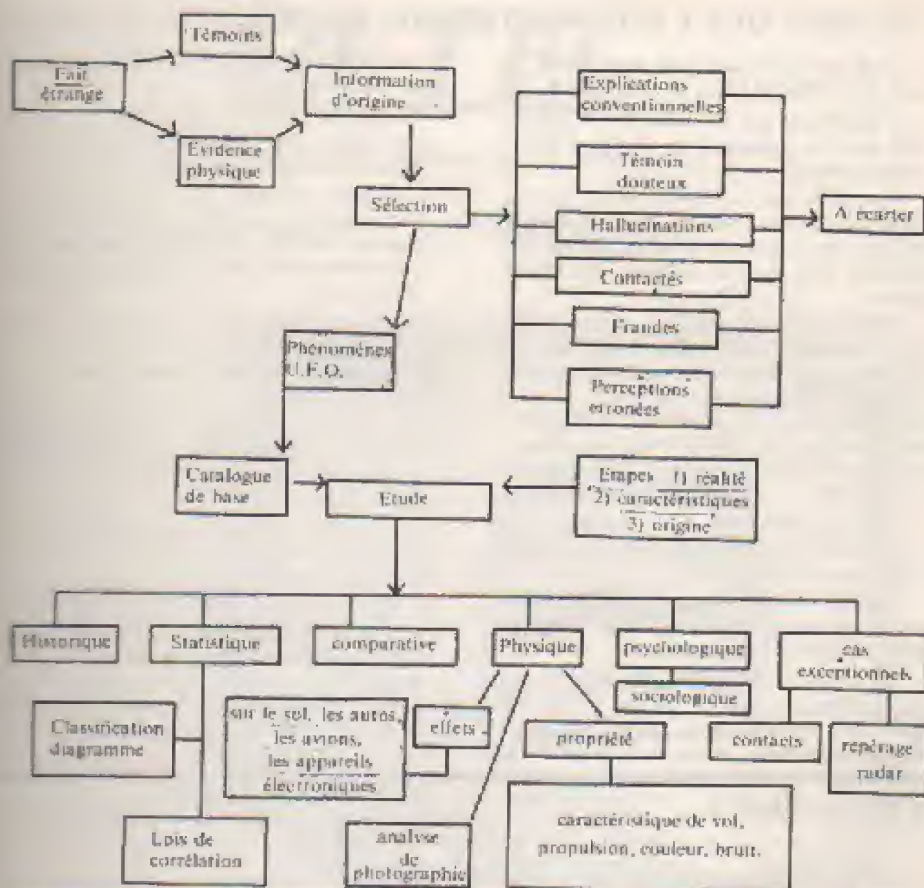 Témoins
Fait
étrange
Information
d'origine
Evidence
physique
Sélection
Explications
conventionnelles
Témoin
douteux
Hallucinations
Contactés
Fraudes
Perceptions
erronées
A écarter
Phénomènes
U.F.O.
Catalogue
de base
Etude
Etapes 1) réalité
2) caractéristiques
3) origine
Historique
Statistique
comparative
Physique
psychologique
sociologique
cas
exceptionnels
Classification
diagramme
Lois de
corrélation
sur le sol, les autos,
les avions,
les appareils
électroniques
effets
analyse
de
photographie
propriété
caractéristique de vol,
propulsion, couleur, bruit.
contacts
repérage
radar